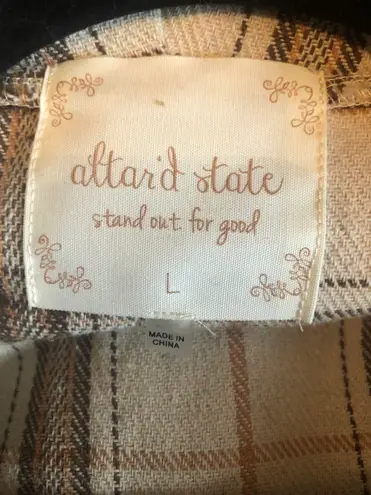 altar'd state
stand out. for good
L
MADE IN
CHINA